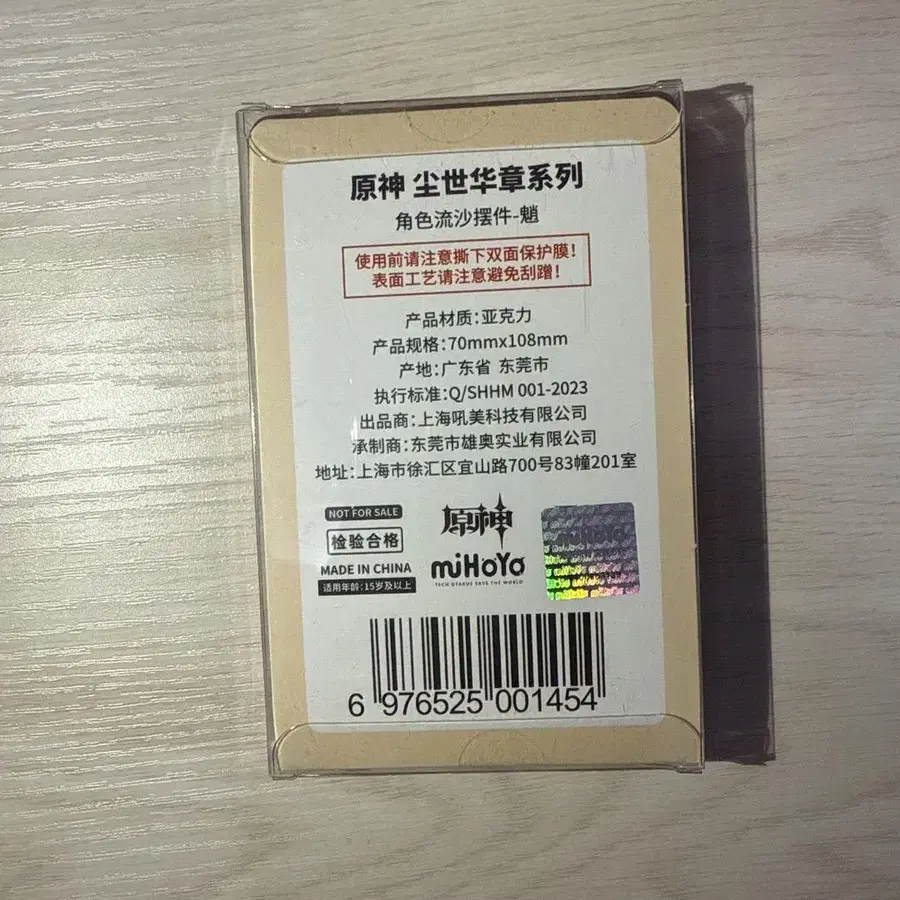 原神 尘世华章系列
角色流沙摆件-魈
使用前请注意撕下双面保护膜！
表面工艺请注意避免刮蹭！
产品材质：亚克力
产品规格：70mmx108mm
产地：广东省 东莞市
执行标准：Q/SHHM 001-2023
出品商：上海吼美科技有限公司
承制商：东莞市雄奥实业有限公司
地址：上海市徐汇区宜山路700号83幢201室
NOT FOR SALE
检验合格
MADE IN CHINA
适用年龄：15岁及以上
原神
miHoYo
TECH OTAKUS SAVE THE WORLD
miHoYo
6 976525 001454